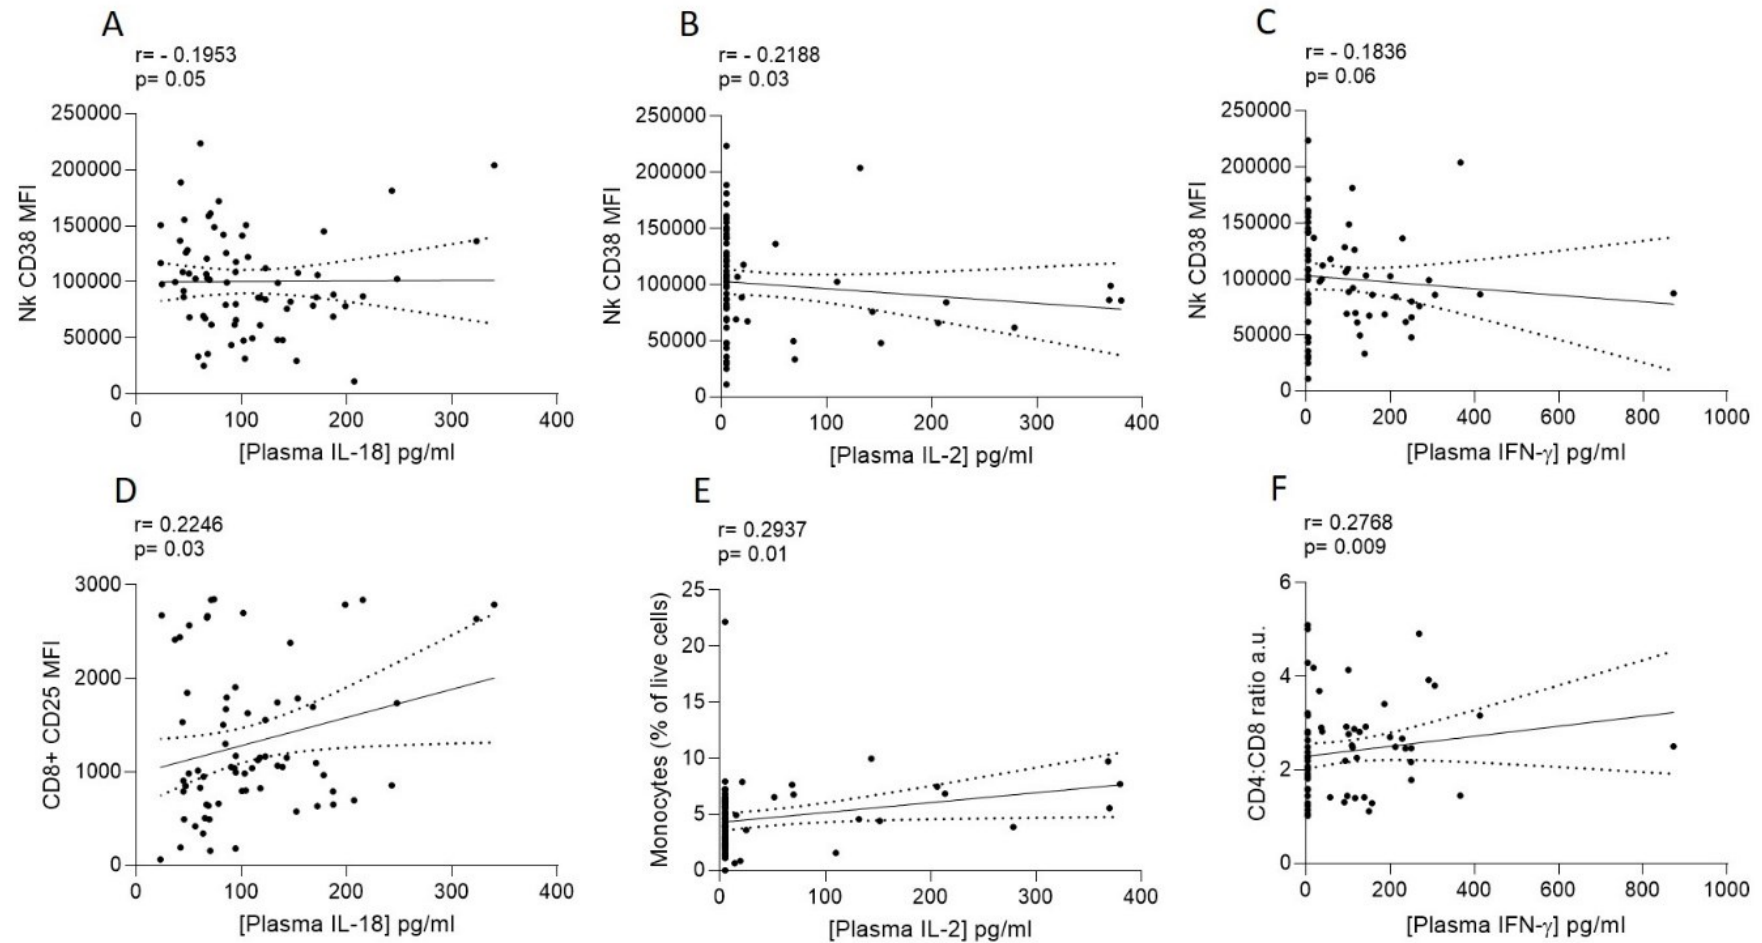 A
r= - 0.1953
p= 0.05
250000
200000
150000
100000
50000
0
Nk CD38 MFI
0 100 200 300 400
[Plasma IL-18] pg/ml
B
r= - 0.2188
p= 0.03
250000
200000
150000
100000
50000
0
Nk CD38 MFI
0 100 200 300 400
[Plasma IL-2] pg/ml
C
r= - 0.1836
p= 0.06
250000
200000
150000
100000
50000
0
Nk CD38 MFI
0 200 400 600 800 1000
[Plasma IFN-γ] pg/ml
D
r= 0.2246
p= 0.03
3000
2000
1000
0
CD8+ CD25 MFI
0 100 200 300 400
[Plasma IL-18] pg/ml
E
r= 0.2937
p= 0.01
25
20
15
10
5
0
Monocytes (% of live cells)
0 100 200 300 400
[Plasma IL-2] pg/ml
F
r= 0.2768
p= 0.009
6
4
2
0
CD4:CD8 ratio a.u.
0 200 400 600 800 1000
[Plasma IFN-γ] pg/ml